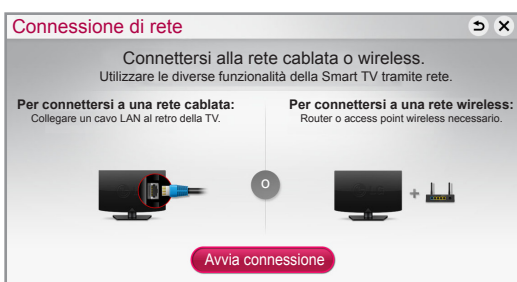 Connessione di rete
Connettersi alla rete cablata o wireless.
Utilizzare le diverse funzionalità della Smart TV tramite rete.
Per connettersi a una rete cablata:
Collegare un cavo LAN al retro della TV.
Per connettersi a una rete wireless:
Router o access point wireless necessario.
O
Avvia connessione